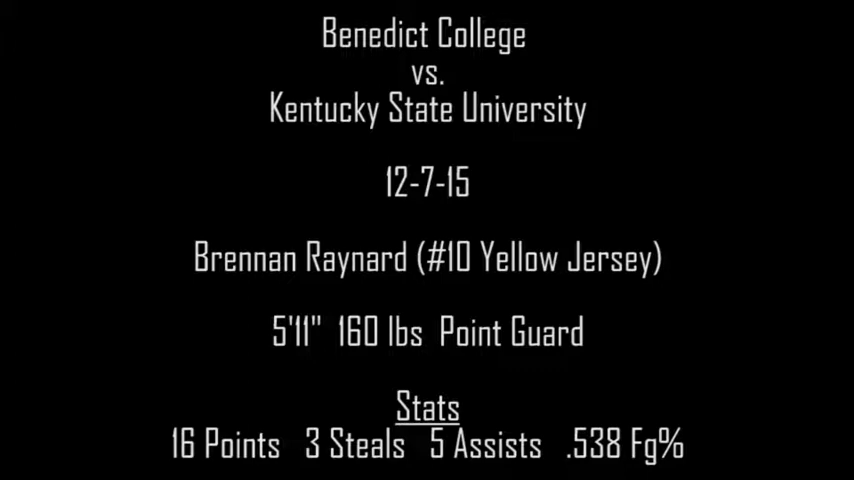 Benedict College
vs.
Kentucky State University
12-7-15
Brennan Raynard (#10 Yellow Jersey)
5'11" 160 lbs Point Guard
Stats
16 Points 3 Steals 5 Assists .538 Fg%